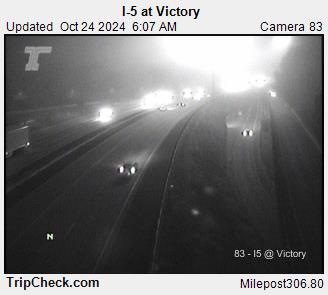 I-5 at Victory
Updated Oct 24 2024 6:07 AM Camera 83
T
N
83 - I5 @ Victory
TripCheck.com Milepost306.80